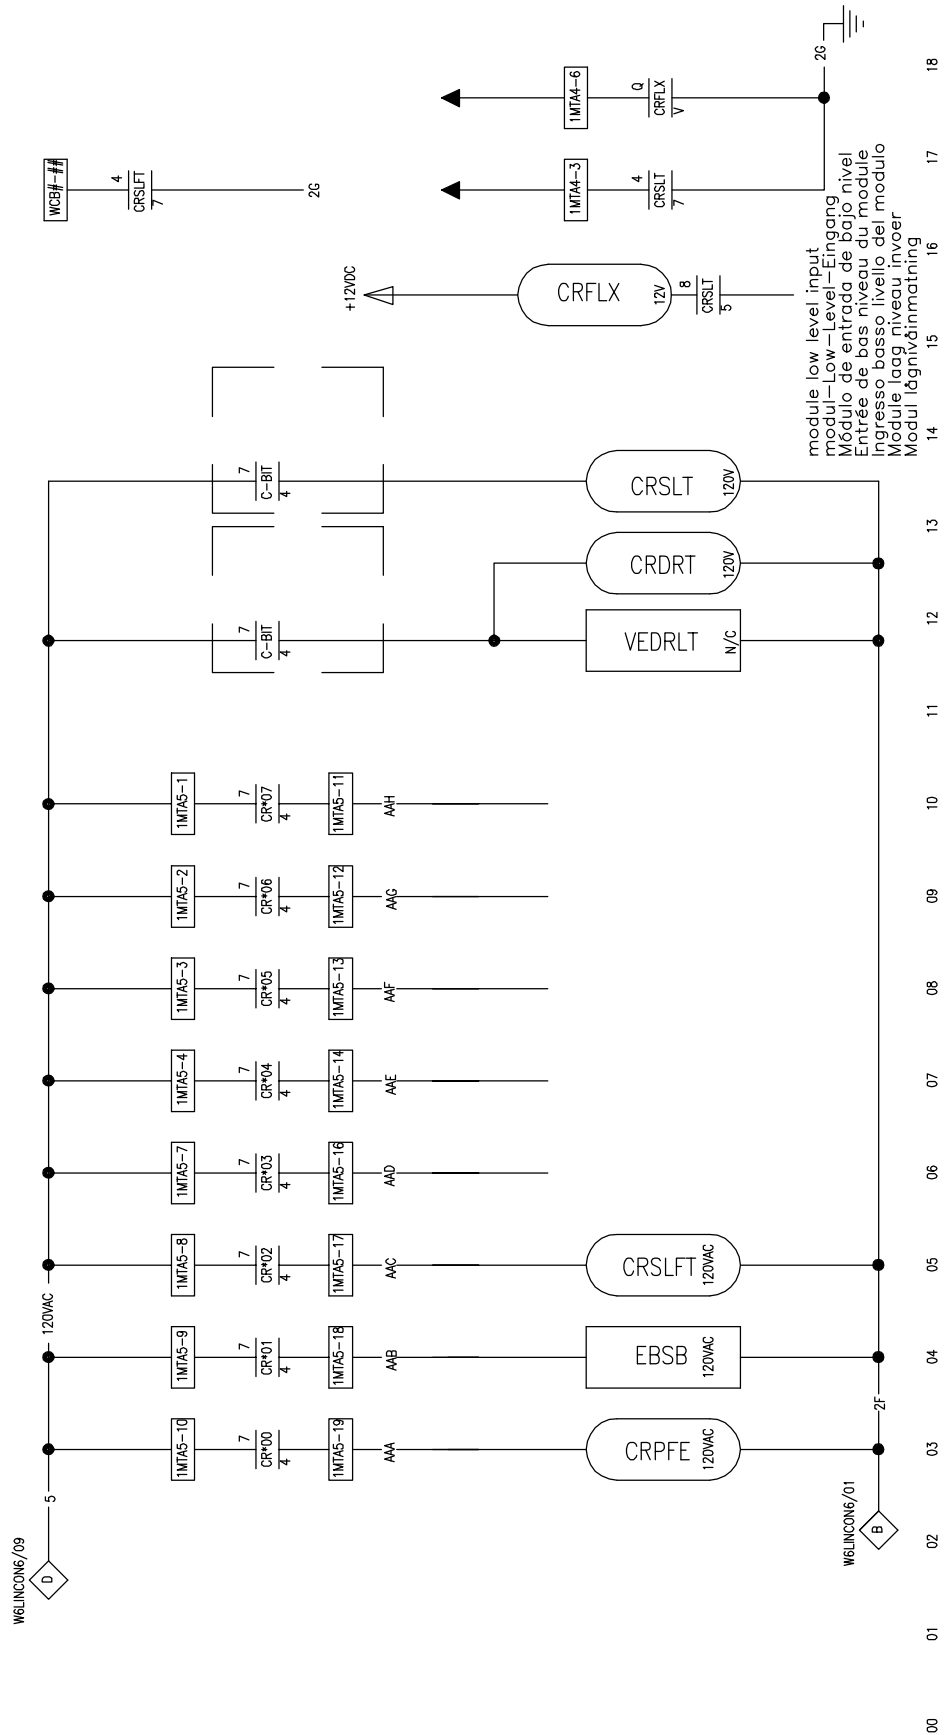 W6LINCON6/09
D
5
120VAC
1MTA5-10
7
CR*00
4
1MTA5-19
AAA
CRPFE
120VAC
1MTA5-9
7
CR*01
4
1MTA5-18
AAB
EBSB
120VAC
1MTA5-8
7
CR*02
4
1MTA5-17
AAC
CRSLFT
120VAC
1MTA5-7
7
CR*03
4
1MTA5-16
AAD
1MTA5-4
7
CR*04
4
1MTA5-14
AAE
1MTA5-3
7
CR*05
4
1MTA5-13
AAF
1MTA5-2
7
CR*06
4
1MTA5-12
AAG
1MTA5-1
7
CR*07
4
1MTA5-11
AAH
7
C-BIT
4
VEDRLT
N/C
CRDRT
120V
7
C-BIT
4
CRSLT
120V
+12VDC
CRFLX
12V
8
CRSLT
5
WCB#-##
4
CRSLFT
7
2G
1MTA4-3
4
CRSLT
7
1MTA4-6
Q
CRFLX
V
2G
module low level input
modul-Low-Level-Eingang
Módulo de entrada de bajo nivel
Entrée de bas niveau du module
Ingresso basso livello del modulo
Module laag niveau invoer
Modul lågnivåinmatning
W6LINCON6/01
B
2F
00
01
02
03
04
05
06
07
08
09
10
11
12
13
14
15
16
17
18